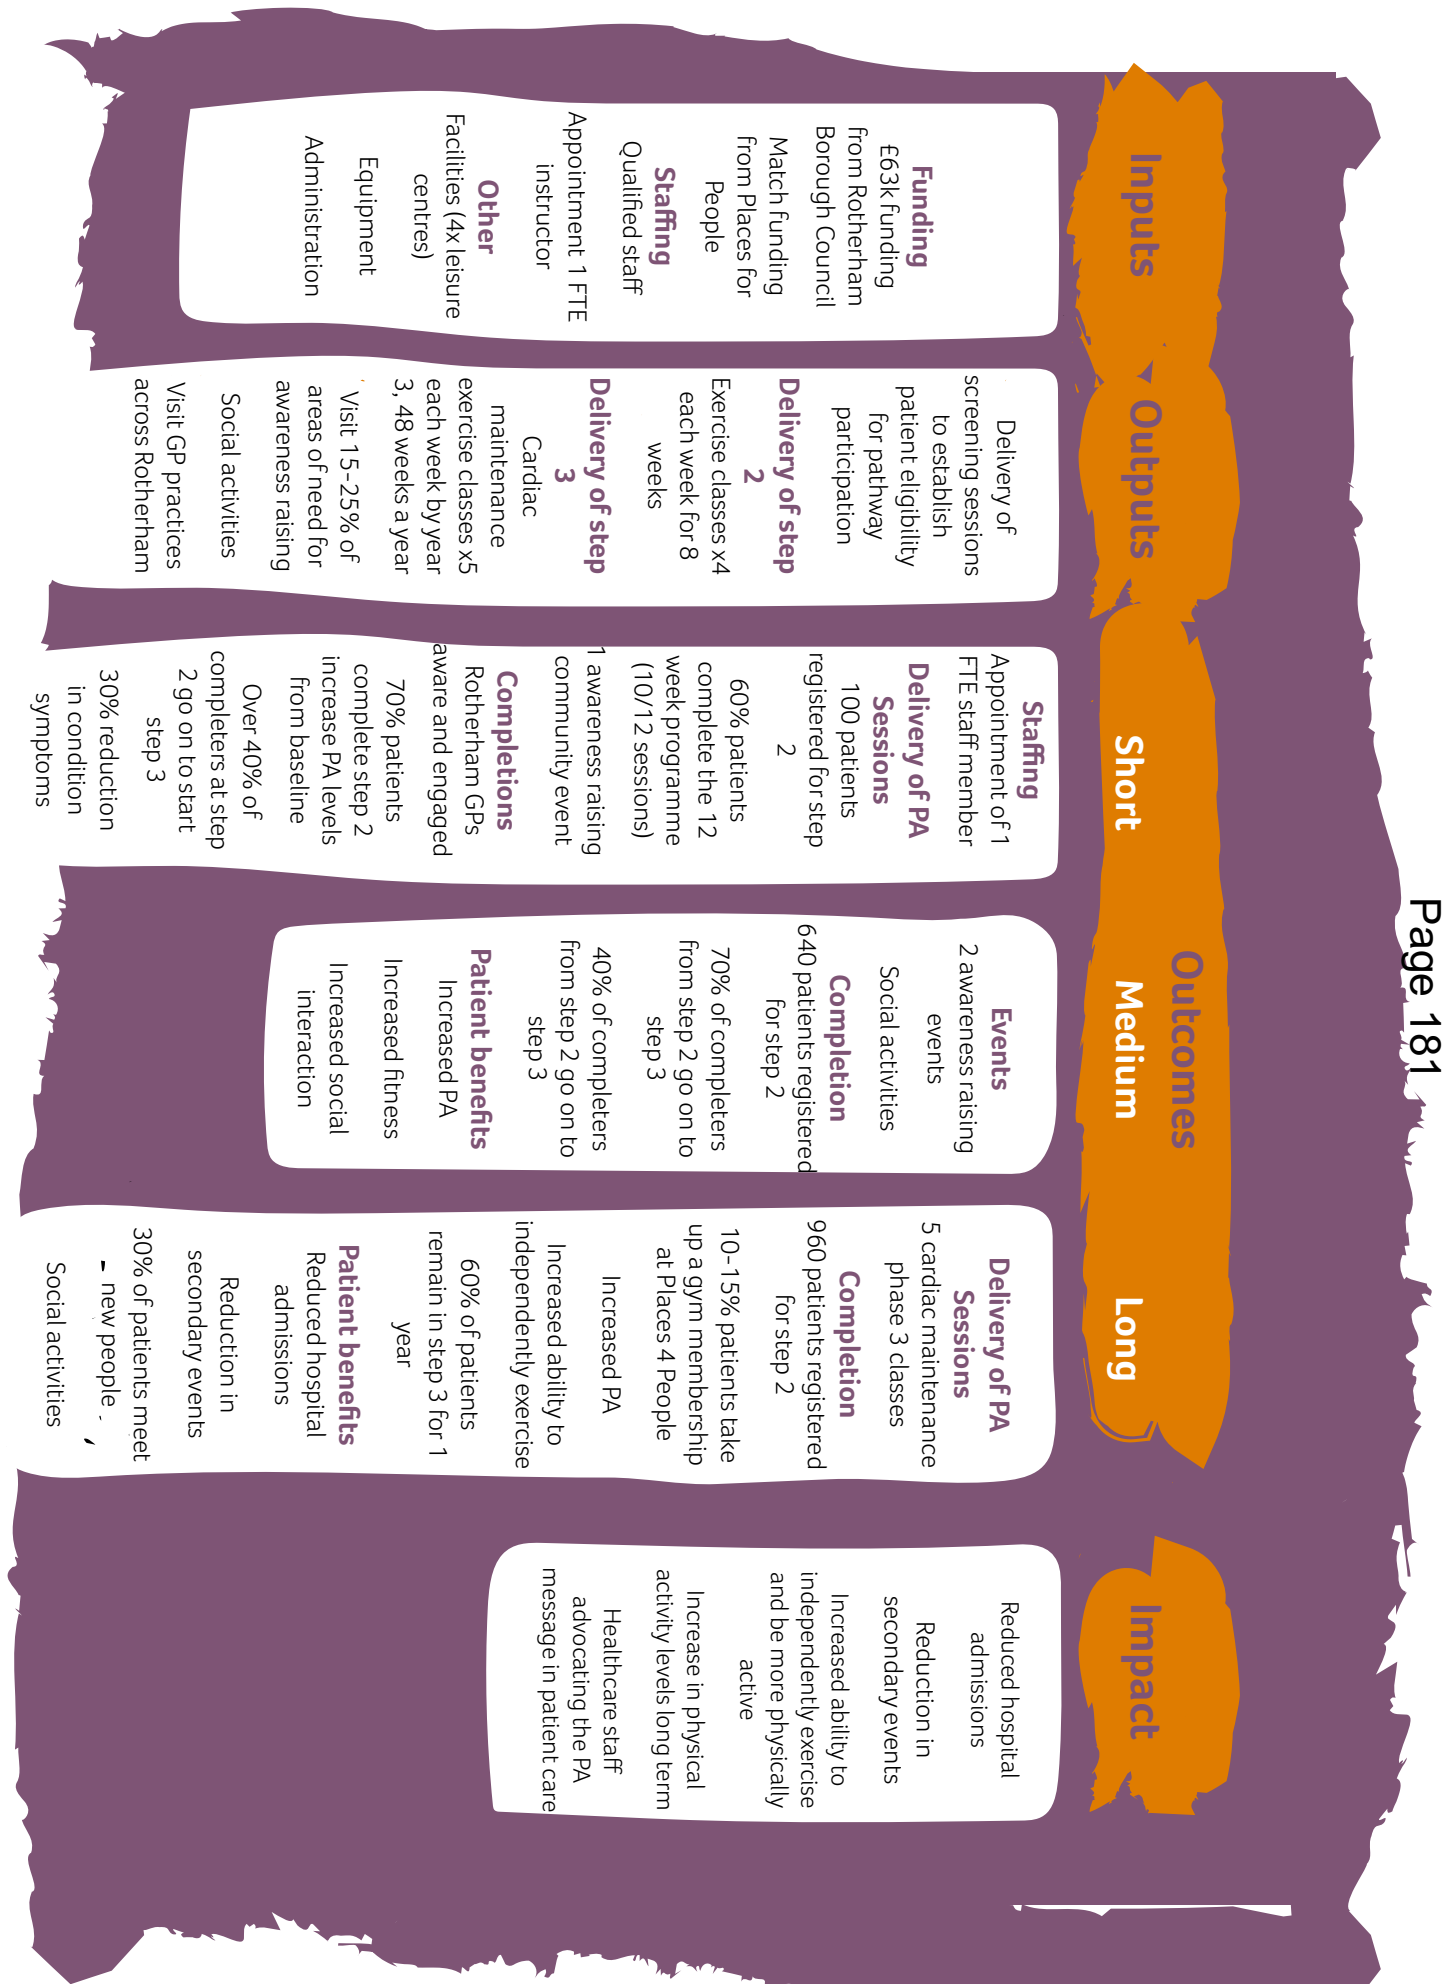 Page 181
Inputs
Funding
£63k funding
from Rotherham
Borough Council
Match funding
from Places for
People
Staffing
Qualified staff
Appointment 1 FTE
instructor
Other
Facilities (4x leisure
centres)
Equipment
Administration
Outputs
Delivery of
screening sessions
to establish
patient eligibility
for pathway
participation
Delivery of step
2
Exercise classes x4
each week for 8
weeks
Delivery of step
3
Cardiac
maintenance
exercise classes x5
each week by year
3, 48 weeks a year
Visit 15-25% of
areas of need for
awareness raising
Social activities
Visit GP practices
across Rotherham
Outcomes
Short
Staffing
Appointment of 1
FTE staff member
Delivery of PA
Sessions
100 patients
registered for step
2
60% patients
complete the 12
week programme
(10/12 sessions)
1 awareness raising
community event
Completions
Rotherham GPs
aware and engaged
70% patients
complete step 2
increase PA levels
from baseline
Over 40% of
completers at step
2 go on to start
step 3
30% reduction
in condition
symptoms
Medium
Events
2 awareness raising
events
Social activities
Completion
640 patients registered
for step 2
70% of completers
from step 2 go on to
step 3
40% of completers
from step 2 go on to
step 3
Patient benefits
Increased PA
Increased fitness
Increased social
interaction
Long
Delivery of PA
Sessions
5 cardiac maintenance
phase 3 classes
Completion
960 patients registered
for step 2
10-15% patients take
up a gym membership
at Places 4 People
Increased PA
Increased ability to
independently exercise
60% of patients
remain in step 3 for 1
year
Patient benefits
Reduced hospital
admissions
Reduction in
secondary events
30% of patients meet
new people
Social activities
Impact
Reduced hospital
admissions
Reduction in
secondary events
Increased ability to
independently exercise
and be more physically
active
Increase in physical
activity levels long term
Healthcare staff
advocating the PA
message in patient care